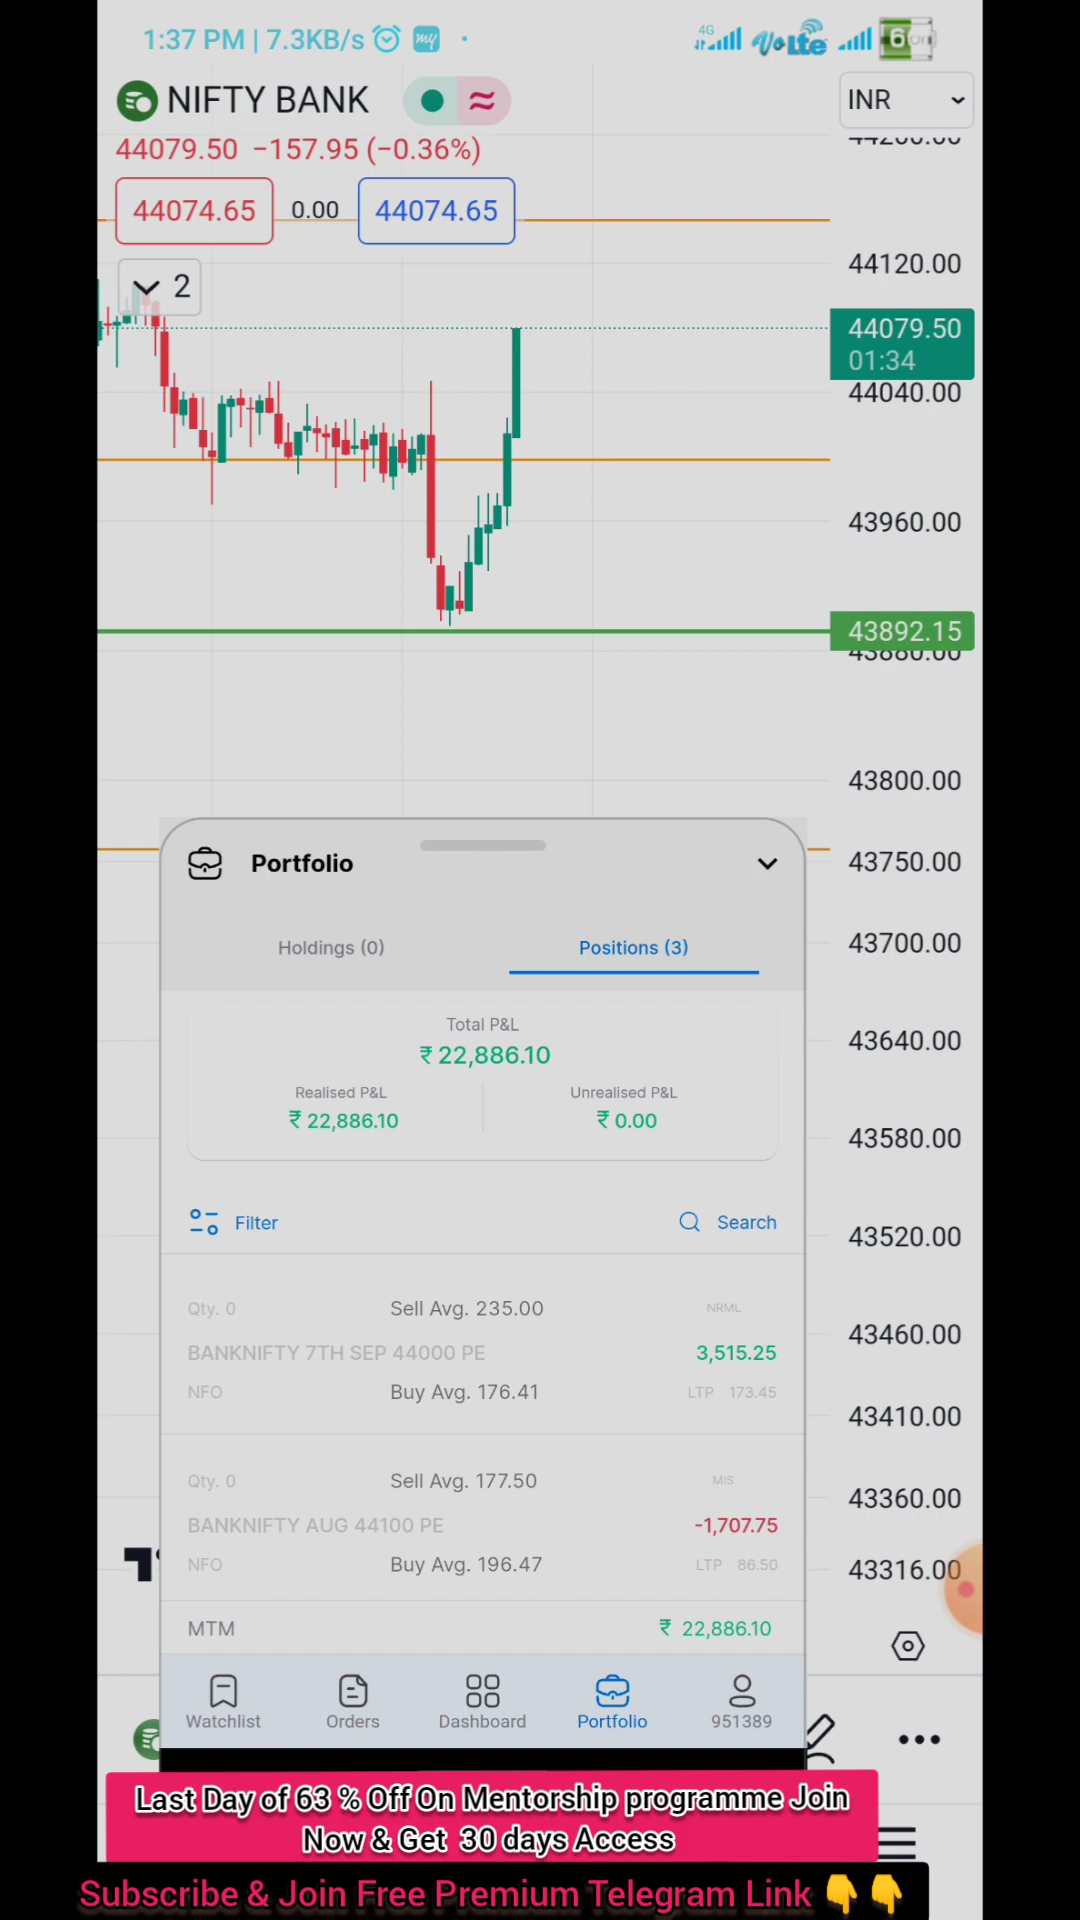 1:37 PM | 7.3KB/s my
4G VoLTE
NIFTY BANK
INR
44079.50 −157.95 (−0.36%)
44200.00
44074.65 0.00 44074.65
44120.00
2
44079.50
01:34
44040.00
43960.00
43892.15
43880.00
43800.00
43750.00
43700.00
43640.00
43580.00
43520.00
43460.00
43410.00
43360.00
43316.00
Portfolio
Holdings (0) Positions (3)
Total P&L
₹ 22,886.10
Realised P&L Unrealised P&L
₹ 22,886.10 ₹ 0.00
Filter Search
Qty. 0 Sell Avg. 235.00 NRML
BANKNIFTY 7TH SEP 44000 PE 3,515.25
NFO Buy Avg. 176.41 LTP 173.45
Qty. 0 Sell Avg. 177.50 MIS
BANKNIFTY AUG 44100 PE -1,707.75
NFO Buy Avg. 196.47 LTP 86.50
MTM ₹ 22,886.10
Watchlist Orders Dashboard Portfolio 951389
Last Day of 63 % Off On Mentorship programme Join
Now & Get 30 days Access
Subscribe & Join Free Premium Telegram Link 👇👇